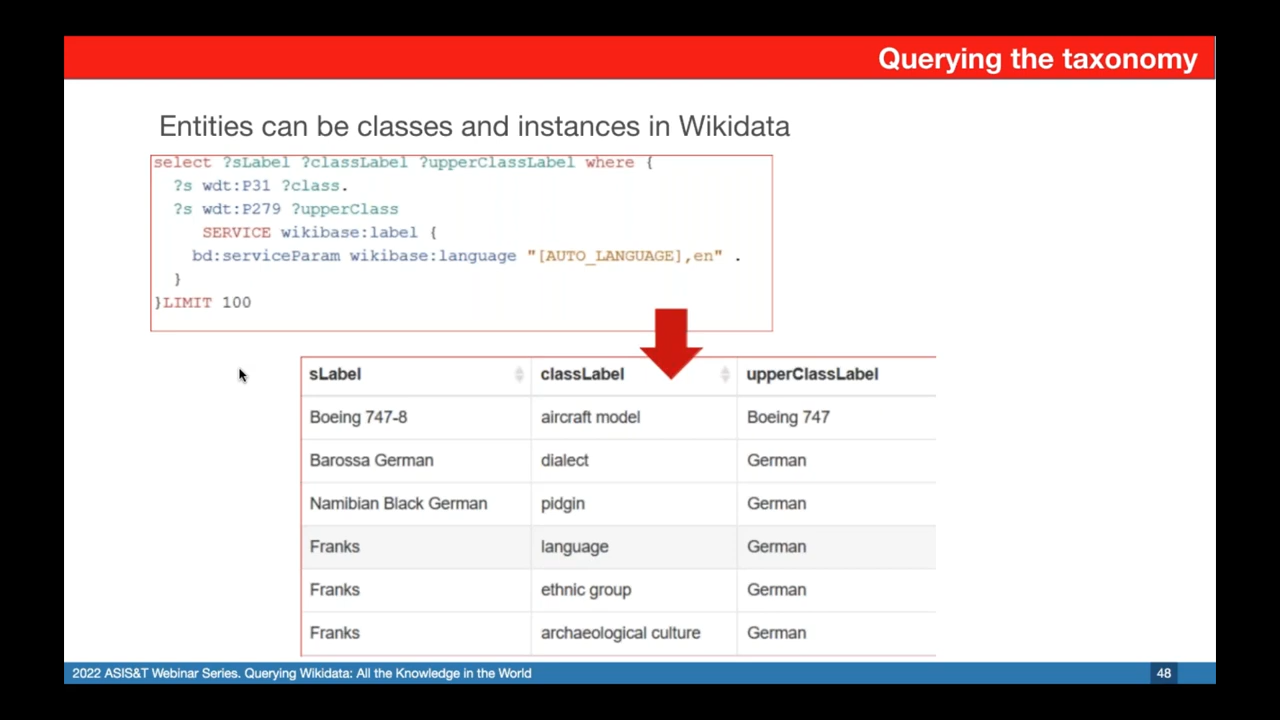 Querying the taxonomy
Entities can be classes and instances in Wikidata
select ?sLabel ?classLabel ?upperClassLabel where {
?s wdt:P31 ?class.
?s wdt:P279 ?upperClass
SERVICE wikibase:label {
bd:serviceParam wikibase:language "[AUTO_LANGUAGE],en" .
}
}LIMIT 100
sLabel classLabel upperClassLabel
Boeing 747-8 aircraft model Boeing 747
Barossa German dialect German
Namibian Black German pidgin German
Franks language German
Franks ethnic group German
Franks archaeological culture German
2022 ASIS&T Webinar Series. Querying Wikidata: All the Knowledge in the World 48